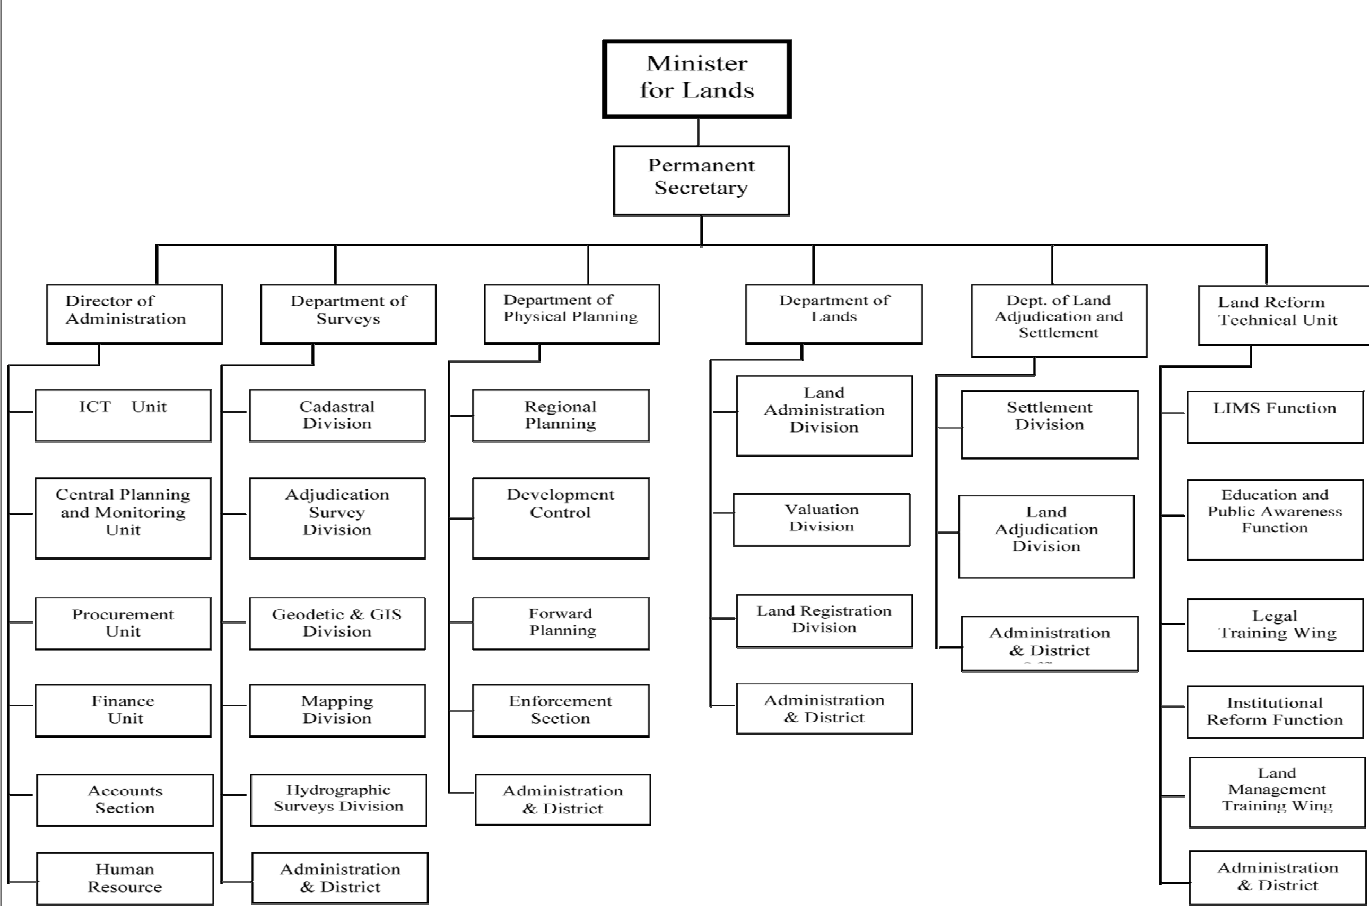 Minister
for Lands
Permanent
Secretary
Director of
Administration
Department of
Surveys
Department of
Physical Planning
Department of
Lands
Dept. of Land
Adjudication and
Settlement
Land Reform
Technical Unit
ICT Unit
Central Planning
and Monitoring
Unit
Procurement
Unit
Finance
Unit
Accounts
Section
Human
Resource
Cadastral
Division
Adjudication
Survey
Division
Geodetic & GIS
Division
Mapping
Division
Hydrographic
Surveys Division
Administration
& District
Regional
Planning
Development
Control
Forward
Planning
Enforcement
Section
Administration
& District
Land
Administration
Division
Valuation
Division
Land Registration
Division
Administration
& District
Settlement
Division
Land
Adjudication
Division
Administration
& District
LIMS Function
Education and
Public Awareness
Function
Legal
Training Wing
Institutional
Reform Function
Land
Management
Training Wing
Administration
& District